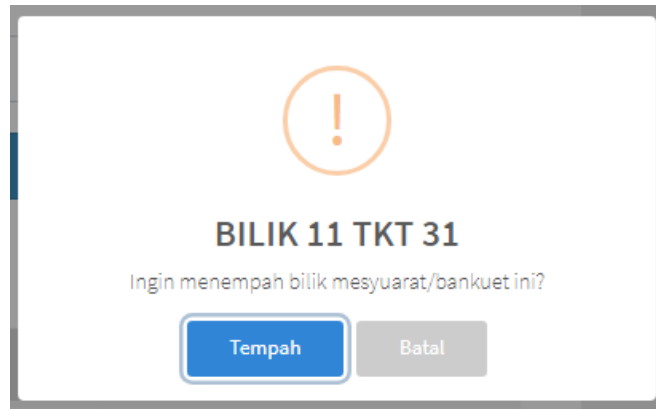 !
BILIK 11 TKT 31
Ingin menempah bilik mesyuarat/bankuet ini?
Tempah
Batal